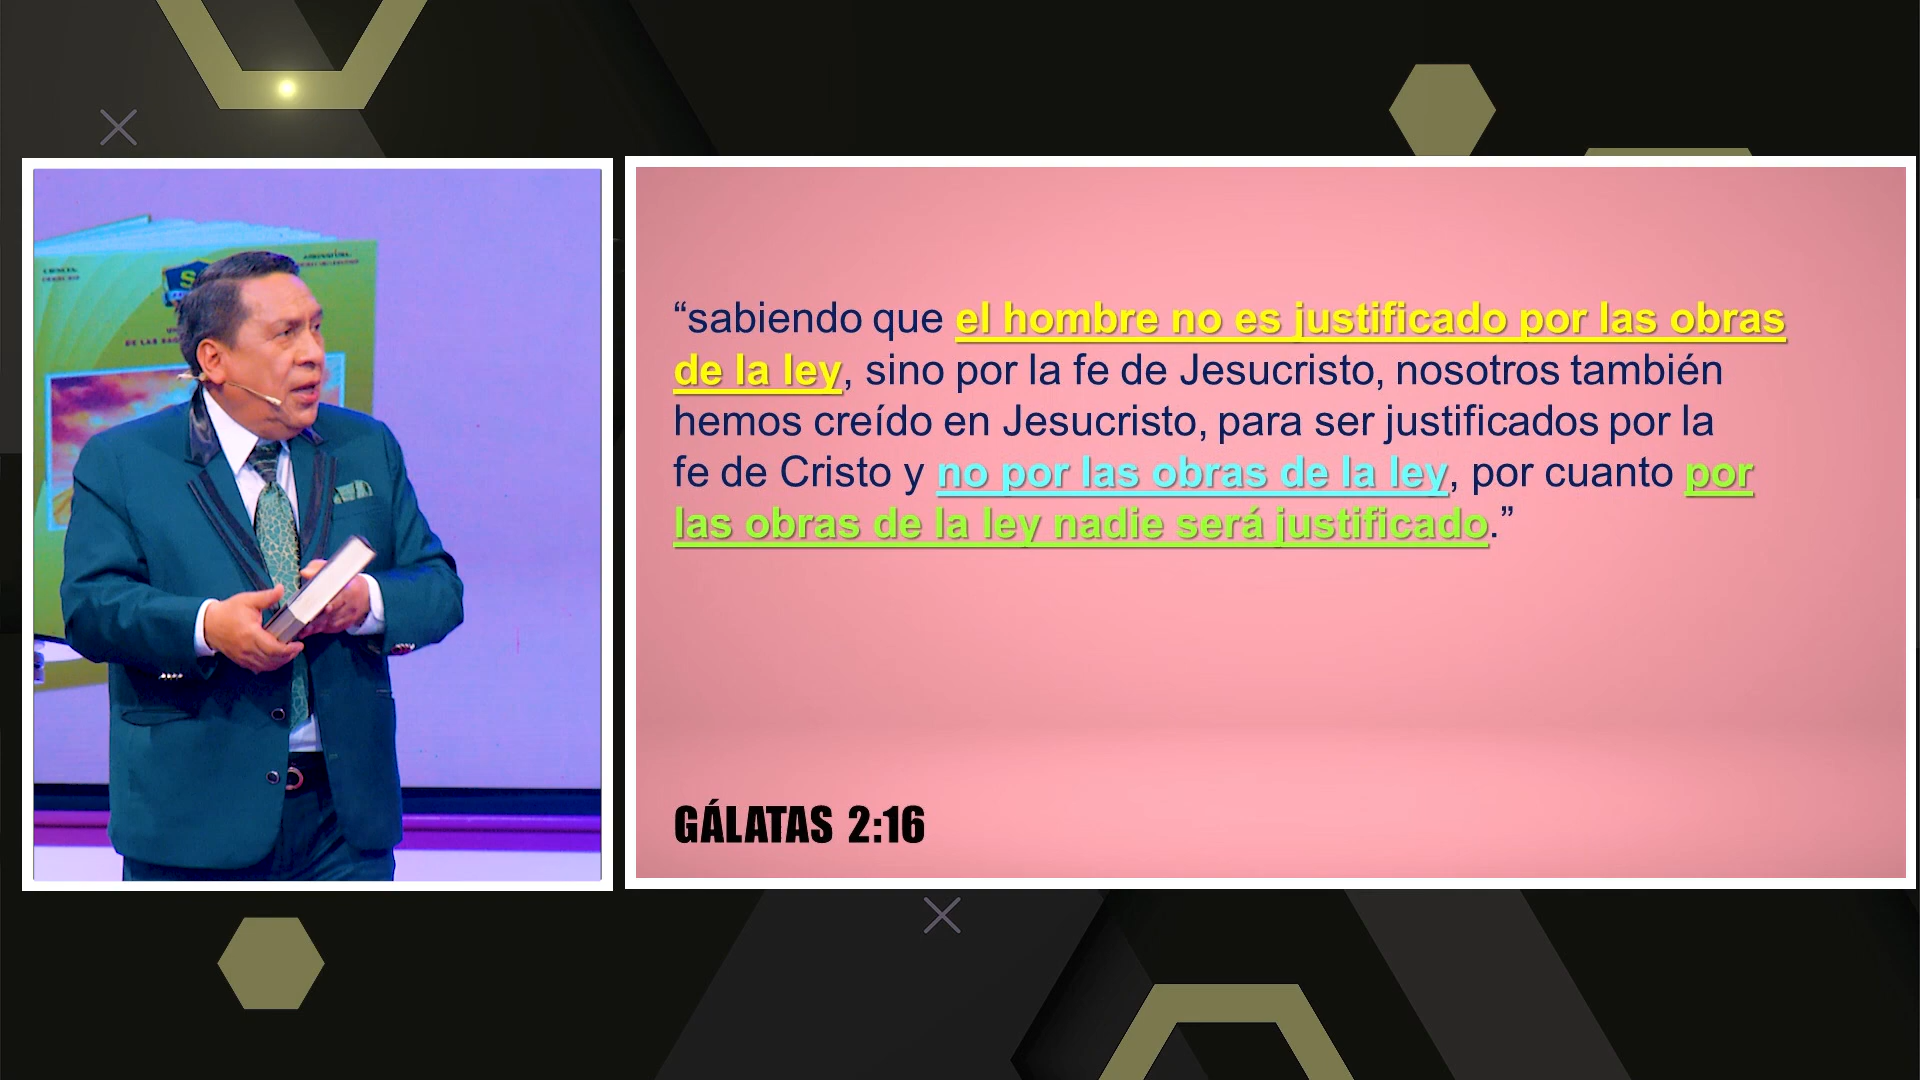 “sabiendo que el hombre no es justificado por las obras
de la ley, sino por la fe de Jesucristo, nosotros también
hemos creído en Jesucristo, para ser justificados por la
fe de Cristo y no por las obras de la ley, por cuanto por
las obras de la ley nadie será justificado.”
GÁLATAS 2:16